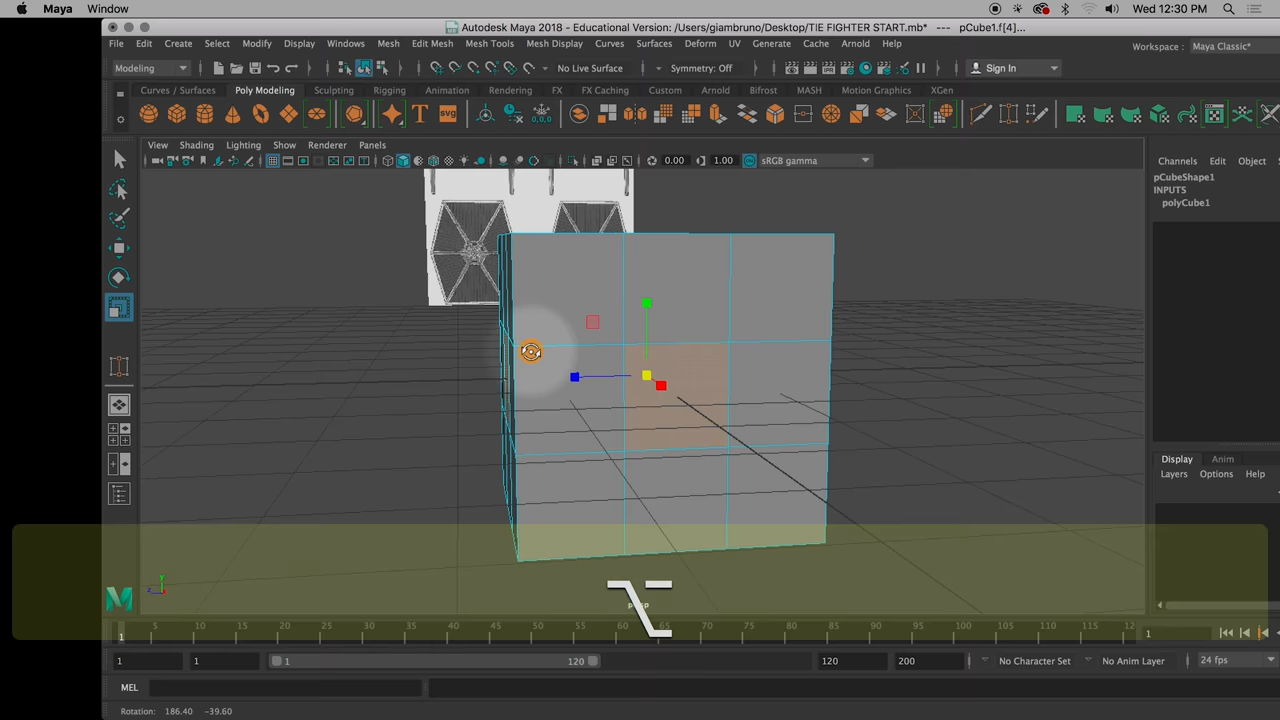 Maya Window Wed 12:30 PM
Autodesk Maya 2018 - Educational Version: /Users/giambruno/Desktop/TIE FIGHTER START.mb* --- pCube1.f[4]...
File Edit Create Select Modify Display Windows Mesh Edit Mesh Mesh Tools Mesh Display Curves Surfaces Deform UV Generate Cache Arnold Help Workspace : Maya Classic*
Modeling No Live Surface Symmetry: Off Sign In
Curves / Surfaces Poly Modeling Sculpting Rigging Animation Rendering FX FX Caching Custom Arnold Bifrost MASH Motion Graphics XGen
T svg 0,0,0
View Shading Lighting Show Renderer Panels
0.00 1.00 sRGB gamma
Channels Edit Object
pCubeShape1
INPUTS
polyCube1
Display Anim
Layers Options Help
Y
Z
persp
1 5 10 15 20 25 30 35 40 45 50 55 60 65 70 75 80 85 90 95 100 105 110 115 12 1
1 1 1 120 120 200 No Character Set No Anim Layer 24 fps
MEL
Rotation: 186.40 -39.60